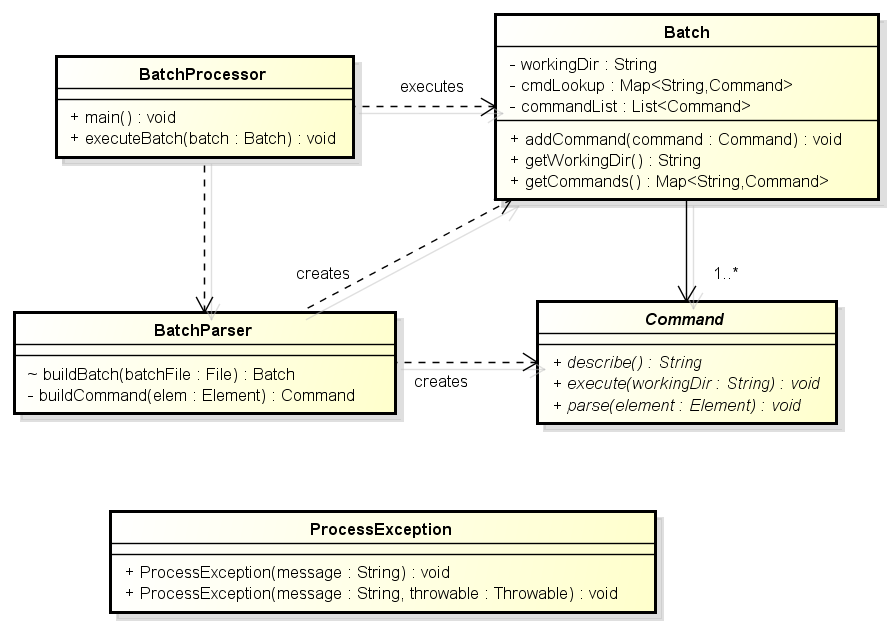 BatchProcessor
+ main() : void
+ executeBatch(batch : Batch) : void
executes
Batch
- workingDir : String
- cmdLookup : Map<String,Command>
- commandList : List<Command>
+ addCommand(command : Command) : void
+ getWorkingDir() : String
+ getCommands() : Map<String,Command>
creates
1..*
BatchParser
~ buildBatch(batchFile : File) : Batch
- buildCommand(elem : Element) : Command
creates
Command
+ describe() : String
+ execute(workingDir : String) : void
+ parse(element : Element) : void
ProcessException
+ ProcessException(message : String) : void
+ ProcessException(message : String, throwable : Throwable) : void